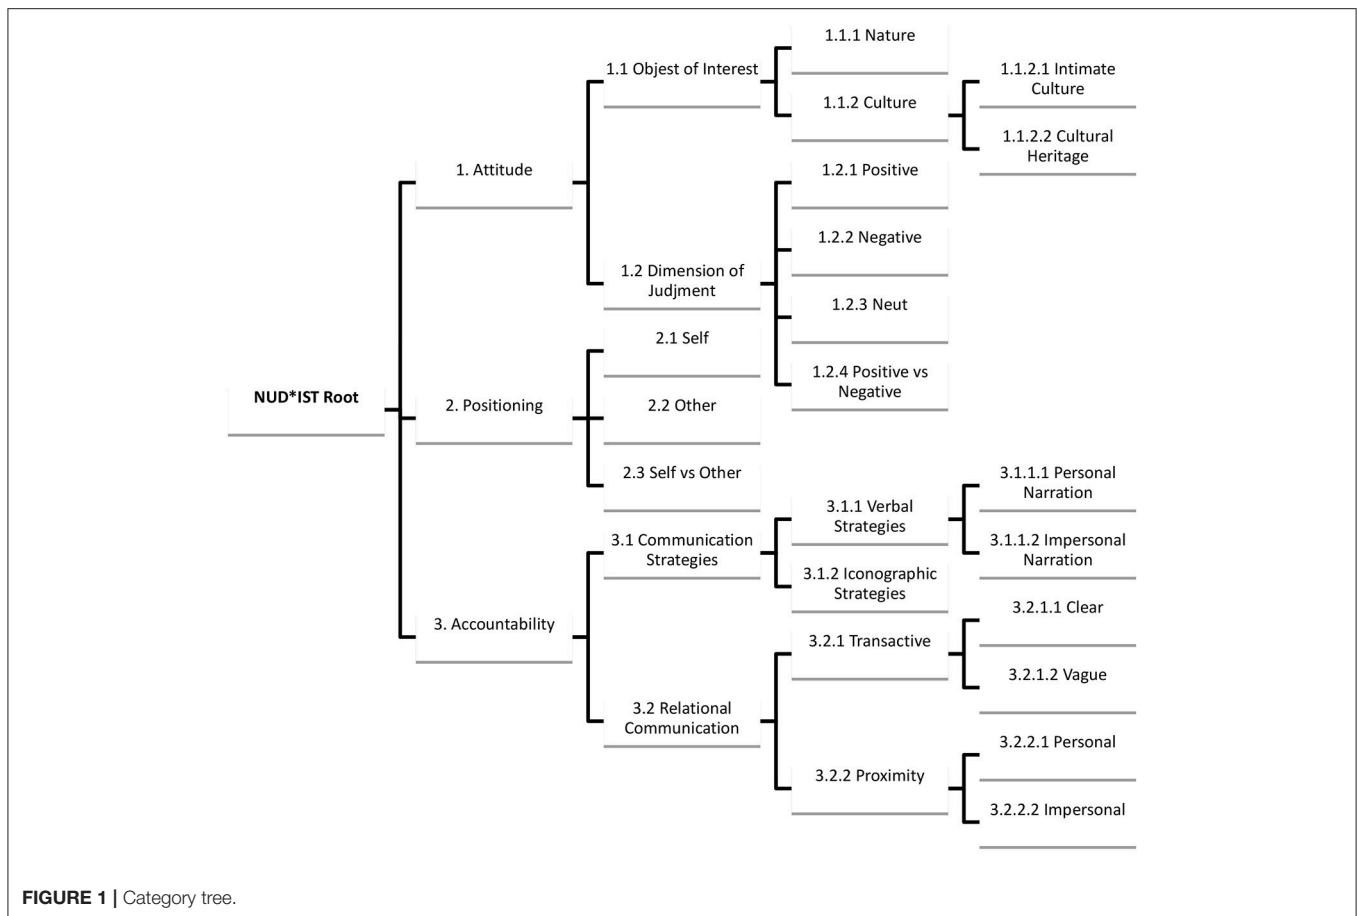 1.1.1 Nature
1.1 Objest of Interest
1.1.2.1 Intimate
Culture
1.1.2 Culture
1.1.2.2 Cultural
Heritage
1. Attitude
1.2.1 Positive
1.2.2 Negative
1.2 Dimension of
Judjment
1.2.3 Neut
2.1 Self
1.2.4 Positive vs
Negative
NUD*IST Root
2. Positioning
2.2 Other
2.3 Self vs Other
3.1.1.1 Personal
Narration
3.1.1 Verbal
Strategies
3.1 Communication
Strategies
3.1.1.2 Impersonal
Narration
3.1.2 Iconographic
Strategies
3. Accountability
3.2.1.1 Clear
3.2.1 Transactive
3.2.1.2 Vague
3.2 Relational
Communication
3.2.2.1 Personal
3.2.2 Proximity
3.2.2.2 Impersonal
FIGURE 1 | Category tree.